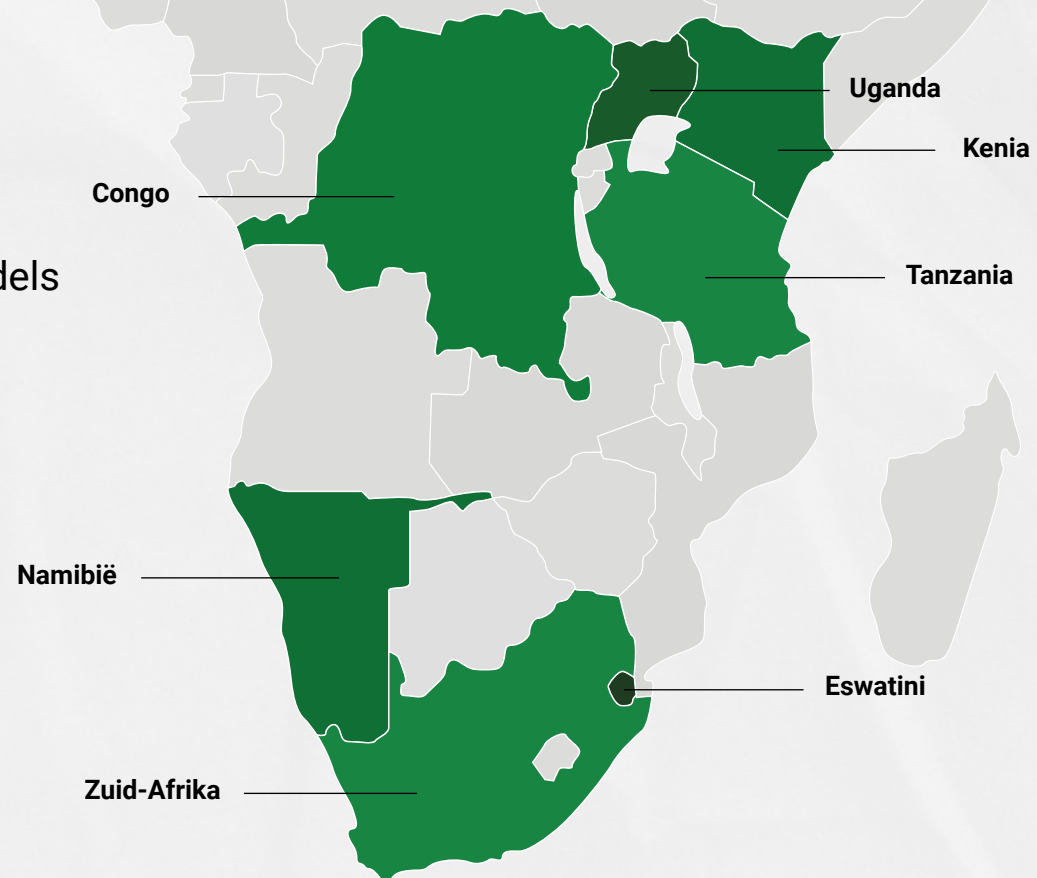 Uganda
Kenia
Congo
dels
Tanzania
Namibië
Eswatini
Zuid-Afrika